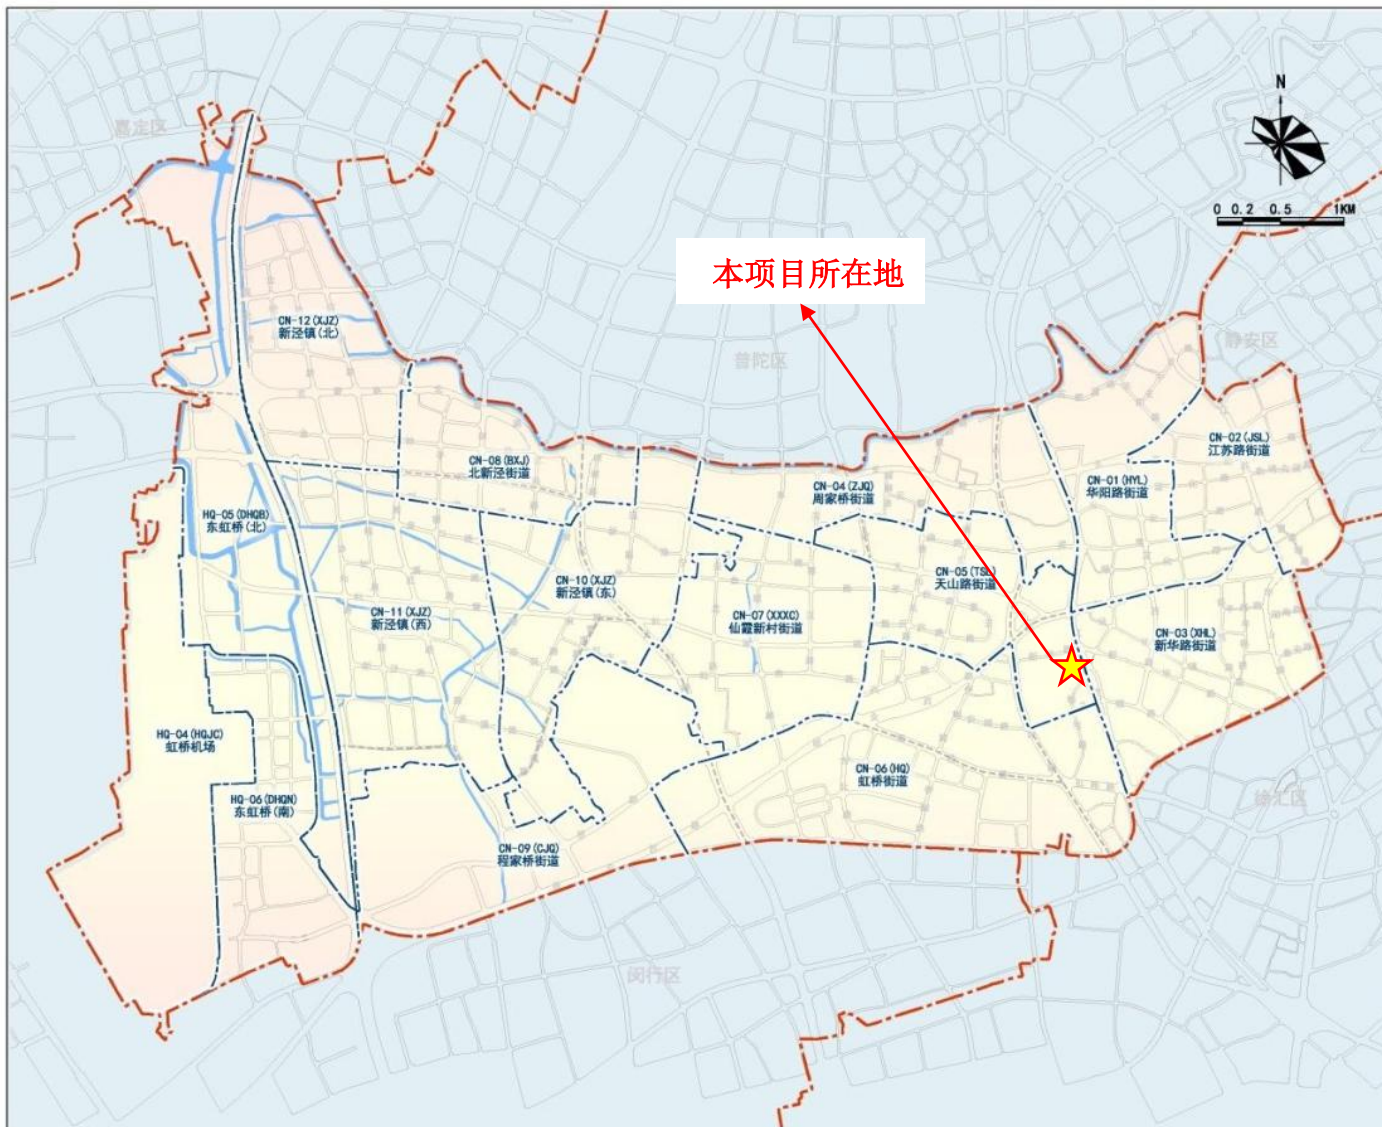 N
0 0.2 0.5 1KM
嘉定区
本项目所在地
CN-12(XJZ)
新泾镇(北)
普陀区
静安区
CN-02(JSL)
江苏路街道
CN-08(BXJ)
北新泾街道
CN-04(ZJQ)
周家桥街道
CN-01(HYL)
华阳路街道
HQ-05(DHQB)
东虹桥(北)
CN-05(TSL)
天山路街道
CN-10(XJZ)
新泾镇(东)
CN-11(XJZ)
新泾镇(西)
CN-07(XXXC)
仙霞新村街道
CN-03(XHL)
新华路街道
HQ-04(HQJC)
虹桥机场
CN-06(HQ)
虹桥街道
HQ-06(DHQN)
东虹桥(南)
徐汇区
CN-09(CJQ)
程家桥街道
闵行区